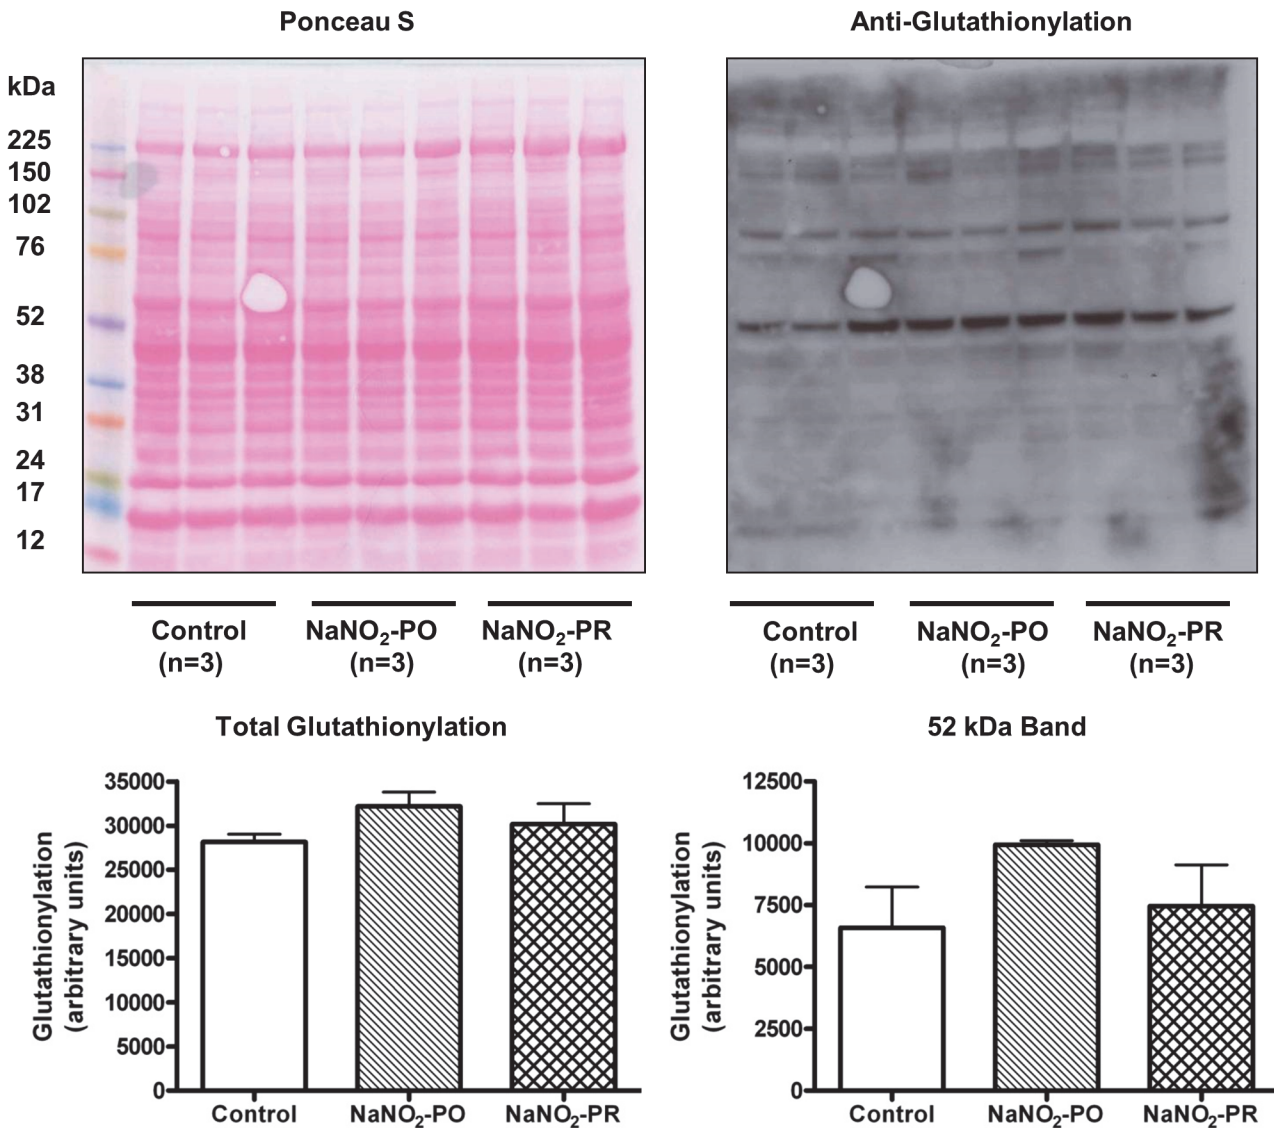 Ponceau S
Anti-Glutathionylation
kDa
225
150
102
76
52
38
31
24
17
12
Control
(n=3)
NaNO₂-PO
(n=3)
NaNO₂-PR
(n=3)
Control
(n=3)
NaNO₂-PO
(n=3)
NaNO₂-PR
(n=3)
Total Glutathionylation
Glutathionylation
(arbitrary units)
35000
30000
25000
20000
15000
10000
5000
0
Control
NaNO₂-PO
NaNO₂-PR
52 kDa Band
Glutathionylation
(arbitrary units)
12500
10000
7500
5000
2500
0
Control
NaNO₂-PO
NaNO₂-PR